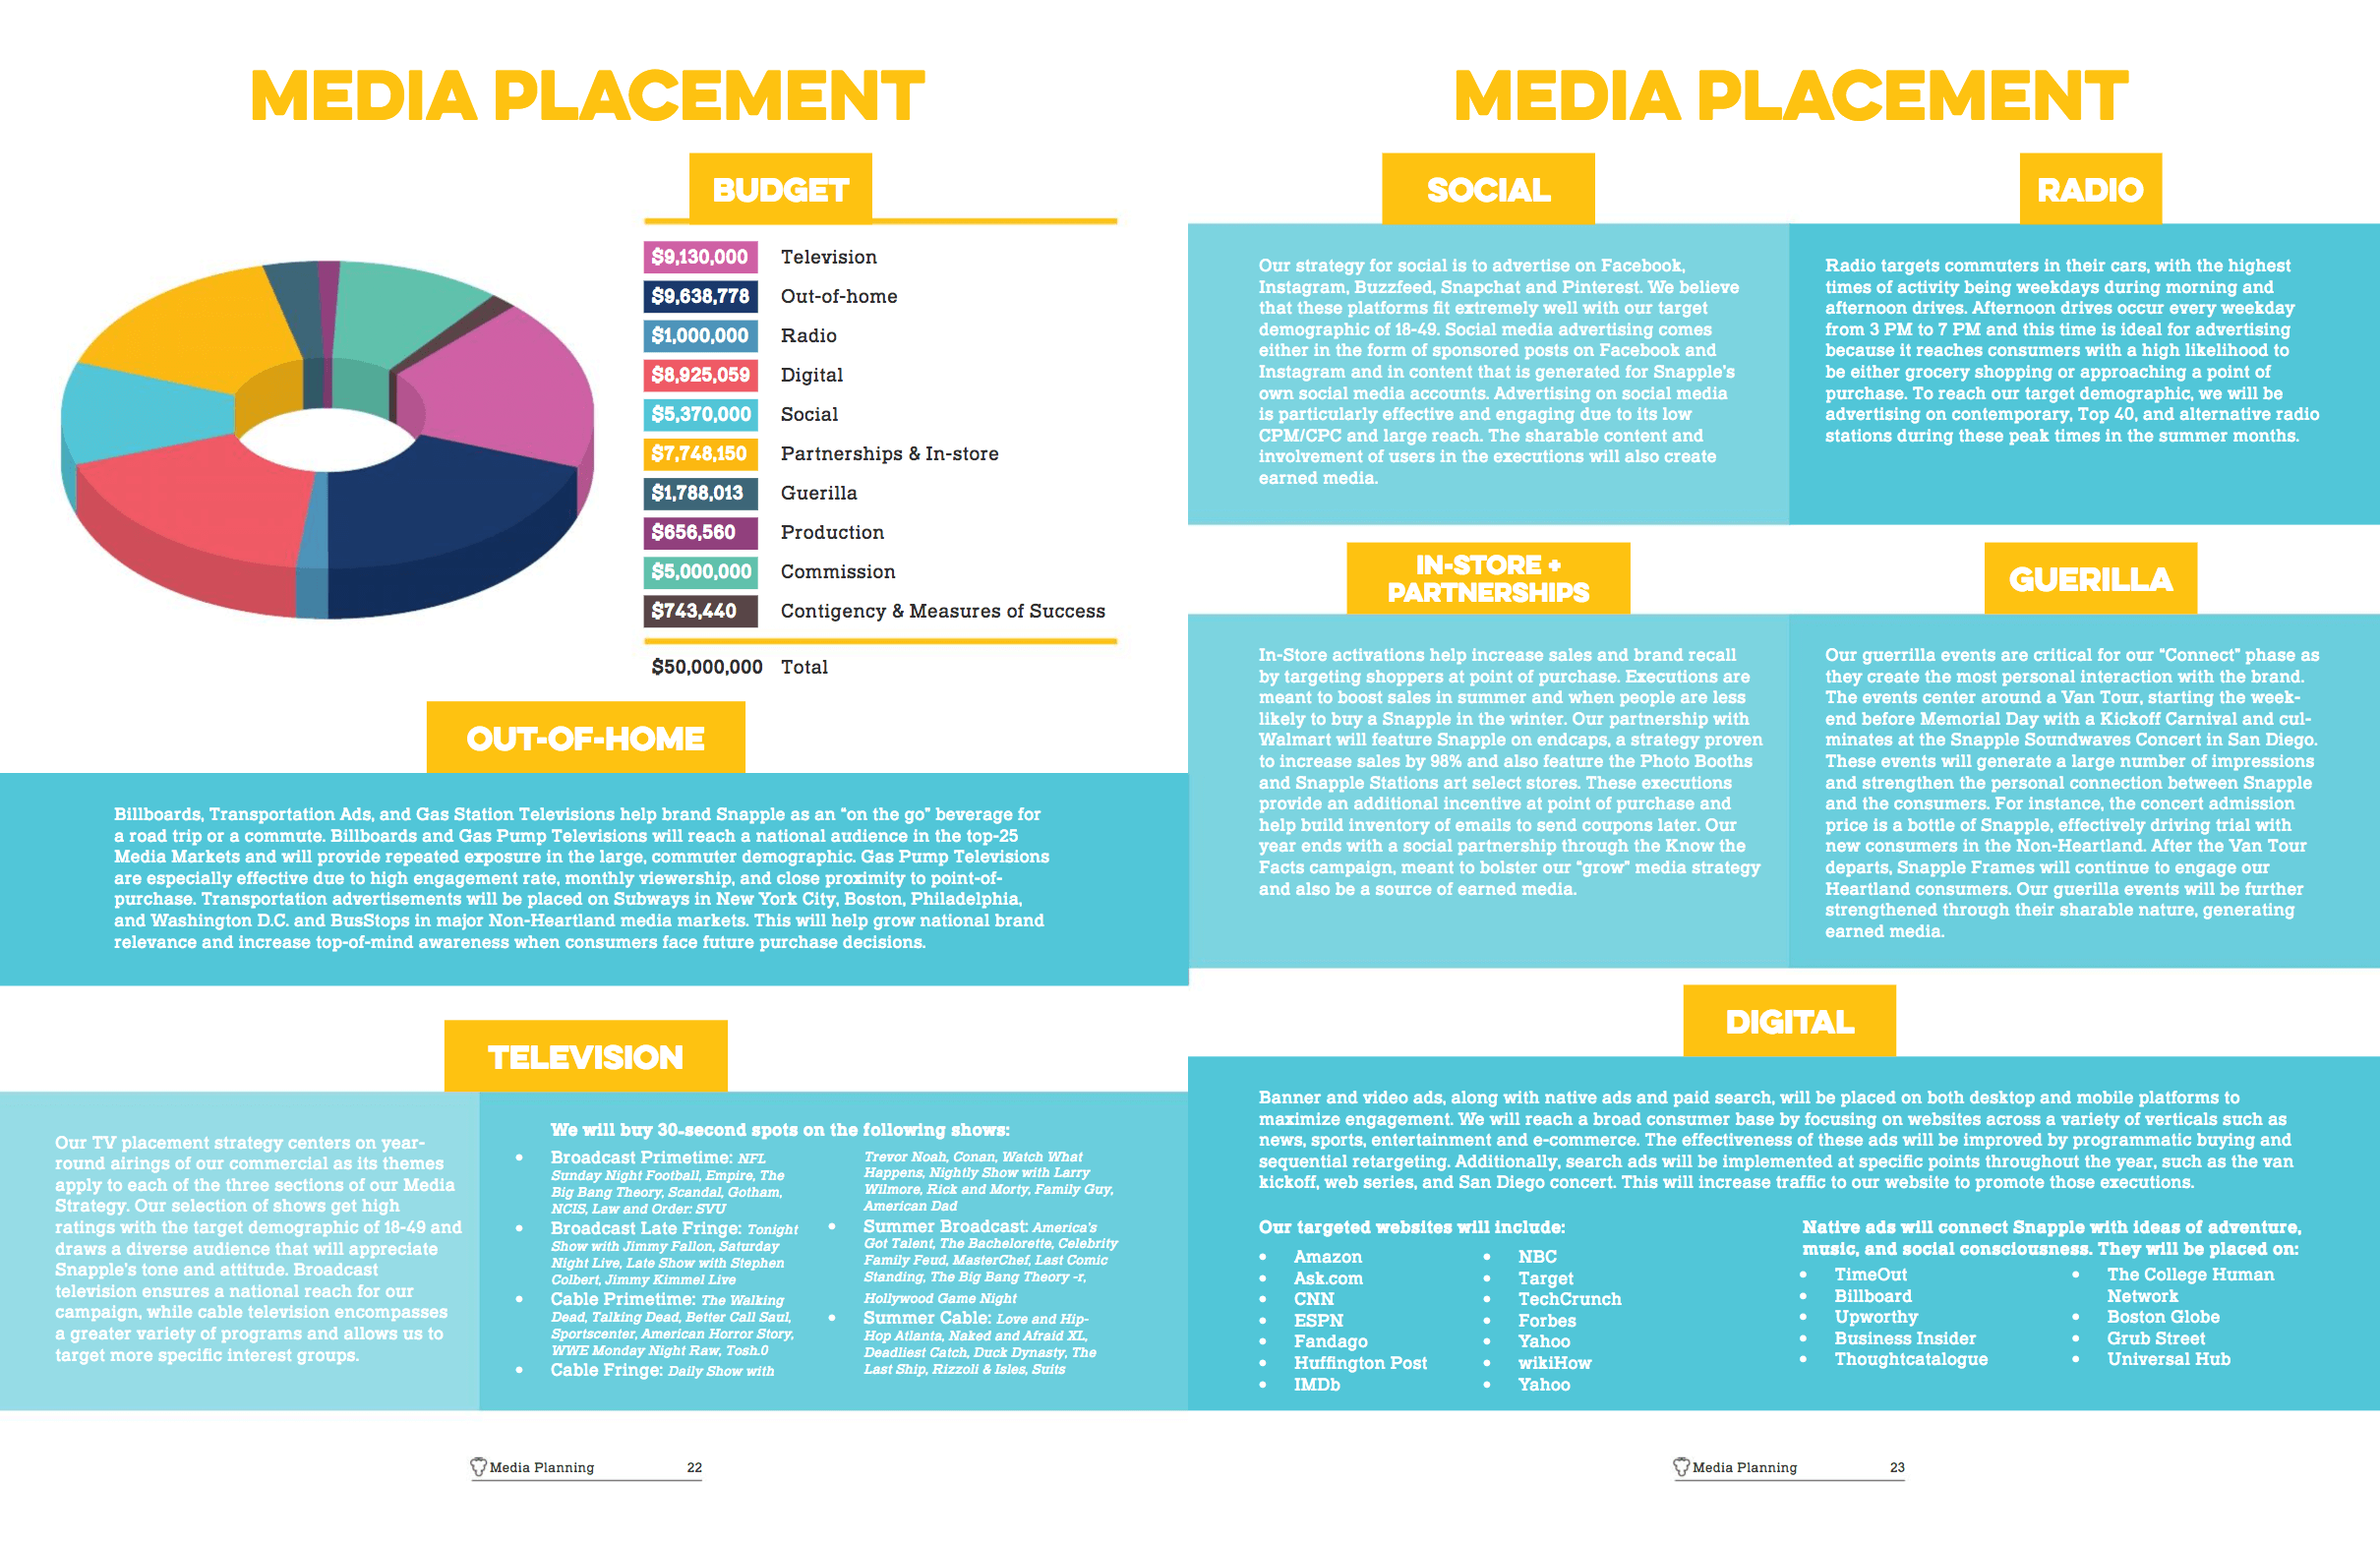 MEDIA PLACEMENT
BUDGET
$9,130,000 Television
$9,638,778 Out-of-home
$1,000,000 Radio
$8,925,059 Digital
$5,370,000 Social
$7,748,150 Partnerships & In-store
$1,788,013 Guerilla
$656,560 Production
$5,000,000 Commission
$743,440 Contigency & Measures of Success
$50,000,000 Total
OUT-OF-HOME
Billboards, Transportation Ads, and Gas Station Televisions help brand Snapple as an "on the go" beverage for
a road trip or a commute. Billboards and Gas Pump Televisions will reach a national audience in the top-25
Media Markets and will provide repeated exposure in the large, commuter demographic. Gas Pump Televisions
are especially effective due to high engagement rate, monthly viewership, and close proximity to point-of-
purchase. Transportation advertisements will be placed on Subways in New York City, Boston, Philadelphia,
and Washington D.C. and BusStops in major Non-Heartland media markets. This will help grow national brand
relevance and increase top-of-mind awareness when consumers face future purchase decisions.
TELEVISION
Our TV placement strategy centers on year-
round airings of our commercial as its themes
apply to each of the three sections of our Media
Strategy. Our selection of shows get high
ratings with the target demographic of 18-49 and
draws a diverse audience that will appreciate
Snapple's tone and attitude. Broadcast
television ensures a national reach for our
campaign, while cable television encompasses
a greater variety of programs and allows us to
target more specific interest groups.
We will buy 30-second spots on the following shows:
• Broadcast Primetime: NFL
Sunday Night Football, Empire, The
Big Bang Theory, Scandal, Gotham,
NCIS, Law and Order: SVU
• Broadcast Late Fringe: Tonight
Show with Jimmy Fallon, Saturday
Night Live, Late Show with Stephen
Colbert, Jimmy Kimmel Live
• Cable Primetime: The Walking
Dead, Talking Dead, Better Call Saul,
Sportscenter, American Horror Story,
WWE Monday Night Raw, Tosh.0
• Cable Fringe: Daily Show with
Trevor Noah, Conan, Watch What
Happens, Nightly Show with Larry
Wilmore, Rick and Morty, Family Guy,
American Dad
• Summer Broadcast: America's
Got Talent, The Bachelorette, Celebrity
Family Feud, MasterChef, Last Comic
Standing, The Big Bang Theory -r,
Hollywood Game Night
• Summer Cable: Love and Hip-
Hop Atlanta, Naked and Afraid XL,
Deadliest Catch, Duck Dynasty, The
Last Ship, Rizzoli & Isles, Suits
Media Planning 22
MEDIA PLACEMENT
SOCIAL
Our strategy for social is to advertise on Facebook,
Instagram, Buzzfeed, Snapchat and Pinterest. We believe
that these platforms fit extremely well with our target
demographic of 18-49. Social media advertising comes
either in the form of sponsored posts on Facebook and
Instagram and in content that is generated for Snapple's
own social media accounts. Advertising on social media
is particularly effective and engaging due to its low
CPM/CPC and large reach. The sharable content and
involvement of users in the executions will also create
earned media.
RADIO
Radio targets commuters in their cars, with the highest
times of activity being weekdays during morning and
afternoon drives. Afternoon drives occur every weekday
from 3 PM to 7 PM and this time is ideal for advertising
because it reaches consumers with a high likelihood to
be either grocery shopping or approaching a point of
purchase. To reach our target demographic, we will be
advertising on contemporary, Top 40, and alternative radio
stations during these peak times in the summer months.
IN-STORE +
PARTNERSHIPS
In-Store activations help increase sales and brand recall
by targeting shoppers at point of purchase. Executions are
meant to boost sales in summer and when people are less
likely to buy a Snapple in the winter. Our partnership with
Walmart will feature Snapple on endcaps, a strategy proven
to increase sales by 98% and also feature the Photo Booths
and Snapple Stations art select stores. These executions
provide an additional incentive at point of purchase and
help build inventory of emails to send coupons later. Our
year ends with a social partnership through the Know the
Facts campaign, meant to bolster our "grow" media strategy
and also be a source of earned media.
GUERILLA
Our guerrilla events are critical for our "Connect" phase as
they create the most personal interaction with the brand.
The events center around a Van Tour, starting the week-
end before Memorial Day with a Kickoff Carnival and cul-
minates at the Snapple Soundwaves Concert in San Diego.
These events will generate a large number of impressions
and strengthen the personal connection between Snapple
and the consumers. For instance, the concert admission
price is a bottle of Snapple, effectively driving trial with
new consumers in the Non-Heartland. After the Van Tour
departs, Snapple Frames will continue to engage our
Heartland consumers. Our guerilla events will be further
strengthened through their sharable nature, generating
earned media.
DIGITAL
Banner and video ads, along with native ads and paid search, will be placed on both desktop and mobile platforms to
maximize engagement. We will reach a broad consumer base by focusing on websites across a variety of verticals such as
news, sports, entertainment and e-commerce. The effectiveness of these ads will be improved by programmatic buying and
sequential retargeting. Additionally, search ads will be implemented at specific points throughout the year, such as the van
kickoff, web series, and San Diego concert. This will increase traffic to our website to promote those executions.
Our targeted websites will include:
• Amazon
• Ask.com
• CNN
• ESPN
• Fandago
• Huffington Post
• IMDb
• NBC
• Target
• TechCrunch
• Forbes
• Yahoo
• wikiHow
• Yahoo
Native ads will connect Snapple with ideas of adventure,
music, and social consciousness. They will be placed on:
• TimeOut
• Billboard
• Upworthy
• Business Insider
• Thoughtcatalogue
• The College Human
Network
• Boston Globe
• Grub Street
• Universal Hub
Media Planning 23